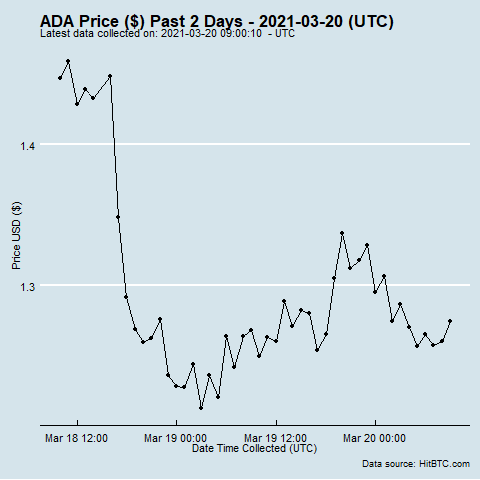 ADA Price ($) Past 2 Days - 2021-03-20 (UTC)
Latest data collected on: 2021-03-20 09:00:10 - UTC
1.4
Price USD ($)
1.3
Mar 18 12:00 Mar 19 00:00 Mar 19 12:00 Mar 20 00:00
Date Time Collected (UTC)
Data source: HitBTC.com